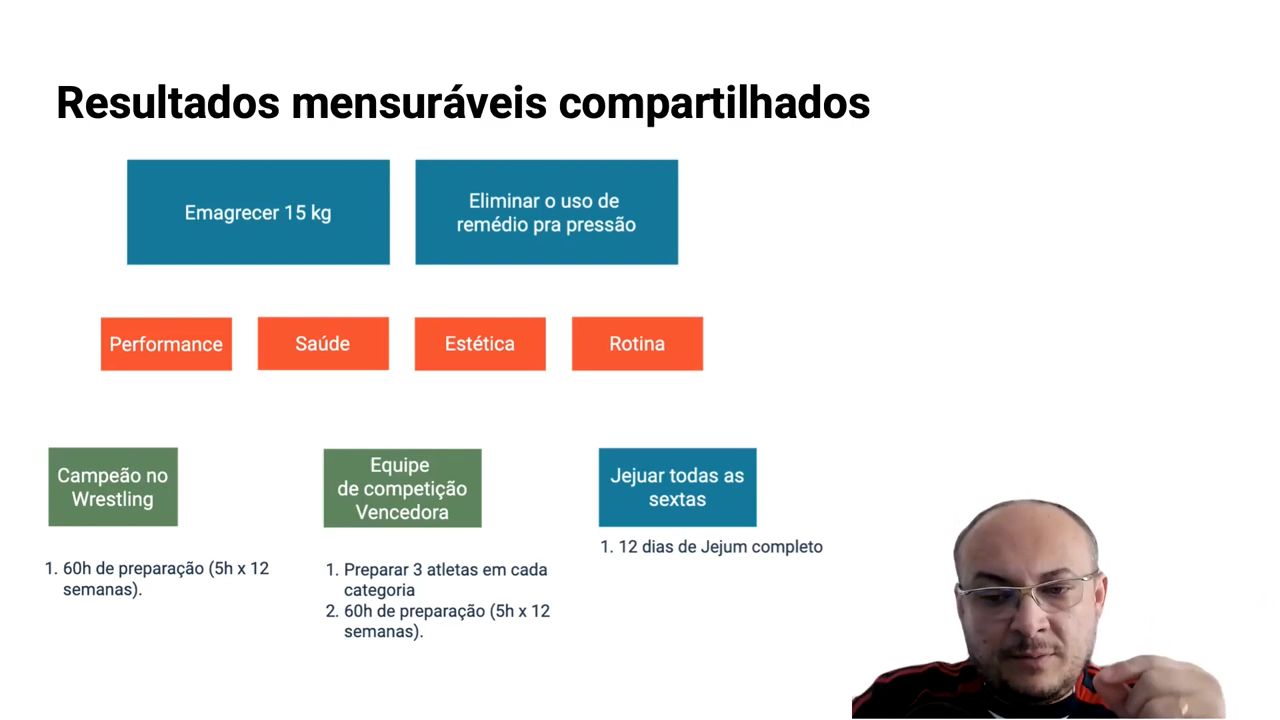 Resultados mensuráveis compartilhados
Emagrecer 15 kg
Eliminar o uso de
remédio pra pressão
Performance
Saúde
Estética
Rotina
Campeão no
Wrestling
1. 60h de preparação (5h x 12
semanas).
Equipe
de competição
Vencedora
1. Preparar 3 atletas em cada
categoria
2. 60h de preparação (5h x 12
semanas).
Jejuar todas as
sextas
1. 12 dias de Jejum completo